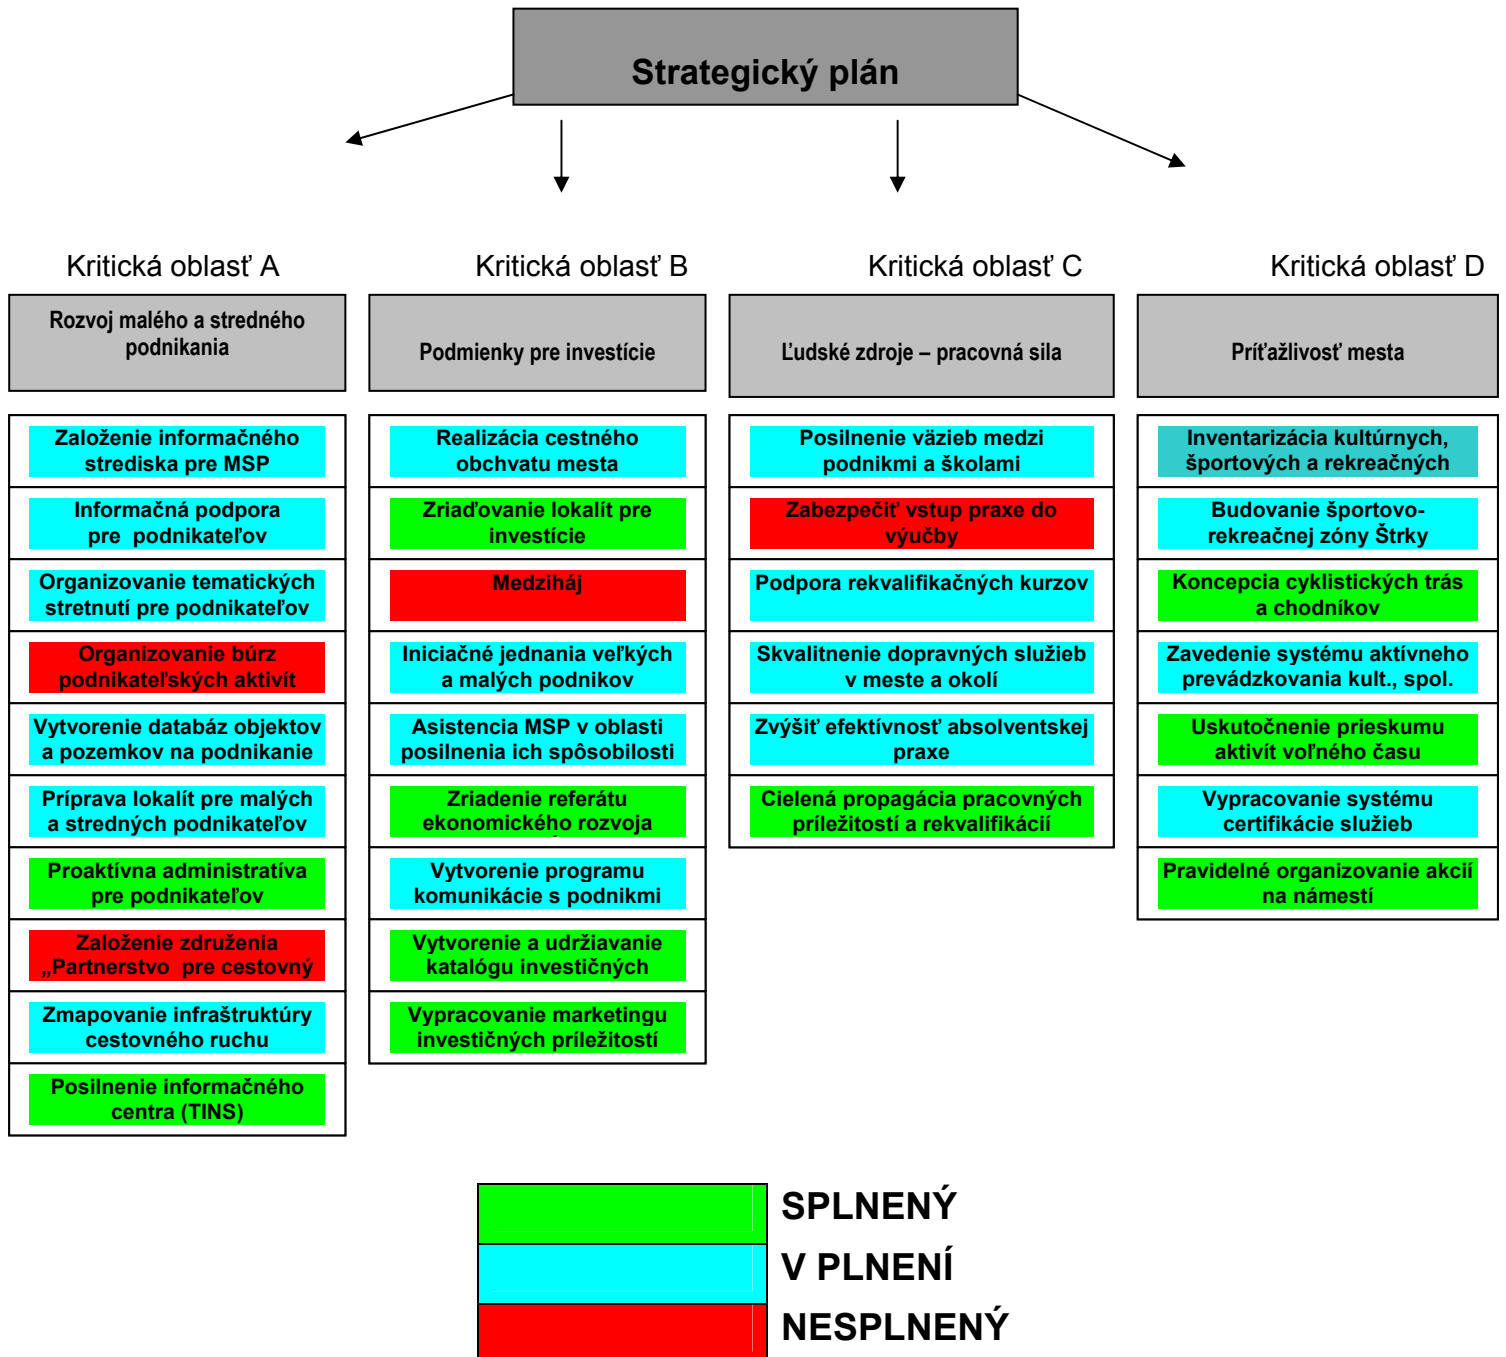 Strategický plán
Kritická oblasť A
Kritická oblasť B
Kritická oblasť C
Kritická oblasť D
Rozvoj malého a stredného
podnikania
Podmienky pre investície
Ľudské zdroje – pracovná sila
Príťažlivosť mesta
Založenie informačného
strediska pre MSP
Informačná podpora
pre podnikateľov
Organizovanie tematických
stretnutí pre podnikateľov
Organizovanie búrz
podnikateľských aktivít
Vytvorenie databáz objektov
a pozemkov na podnikanie
Príprava lokalít pre malých
a stredných podnikateľov
Proaktívna administratíva
pre podnikateľov
Založenie združenia
„Partnerstvo pre cestovný
Zmapovanie infraštruktúry
cestovného ruchu
Posilnenie informačného
centra (TINS)
Realizácia cestného
obchvatu mesta
Zriaďovanie lokalít pre
investície
Medziháj
Iniciačné jednania veľkých
a malých podnikov
Asistencia MSP v oblasti
posilnenia ich spôsobilosti
Zriadenie referátu
ekonomického rozvoja
Vytvorenie programu
komunikácie s podnikmi
Vytvorenie a udržiavanie
katalógu investičných
Vypracovanie marketingu
investičných príležitostí
Posilnenie väzieb medzi
podnikmi a školami
Zabezpečiť vstup praxe do
výučby
Podpora rekvalifikačných kurzov
Skvalitnenie dopravných služieb
v meste a okolí
Zvýšiť efektívnosť absolventskej
praxe
Cielená propagácia pracovných
príležitostí a rekvalifikácií
Inventarizácia kultúrnych,
športových a rekreačných
Budovanie športovo-
rekreačnej zóny Štrky
Koncepcia cyklistických trás
a chodníkov
Zavedenie systému aktívneho
prevádzkovania kult., spol.
Uskutočnenie prieskumu
aktivít voľného času
Vypracovanie systému
certifikácie služieb
Pravidelné organizovanie akcií
na námestí
SPLNENÝ
V PLNENÍ
NESPLNENÝ